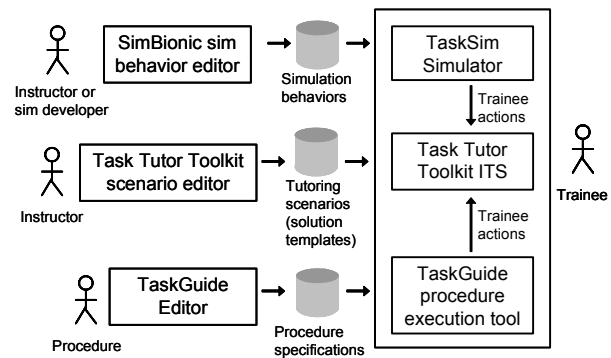 SimBionic sim
behavior editor
Instructor or
sim developer
Simulation
behaviors
TaskSim
Simulator
Trainee
actions
Task Tutor Toolkit
scenario editor
Instructor
Tutoring
scenarios
(solution
templates)
Task Tutor
Toolkit ITS
Trainee
Trainee
actions
TaskGuide
Editor
Procedure
Procedure
specifications
TaskGuide
procedure
execution tool